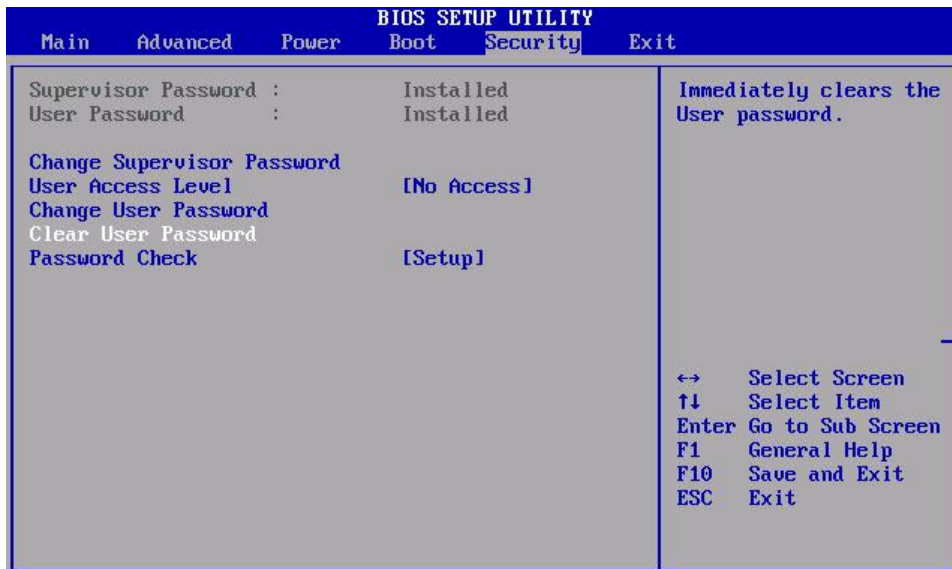 BIOS SETUP UTILITY
Main Advanced Power Boot Security Exit
Supervisor Password : Installed
User Password : Installed
Change Supervisor Password
User Access Level [No Access]
Change User Password
Clear User Password
Password Check [Setup]
Immediately clears the
User password.
←→ Select Screen
↑↓ Select Item
Enter Go to Sub Screen
F1 General Help
F10 Save and Exit
ESC Exit